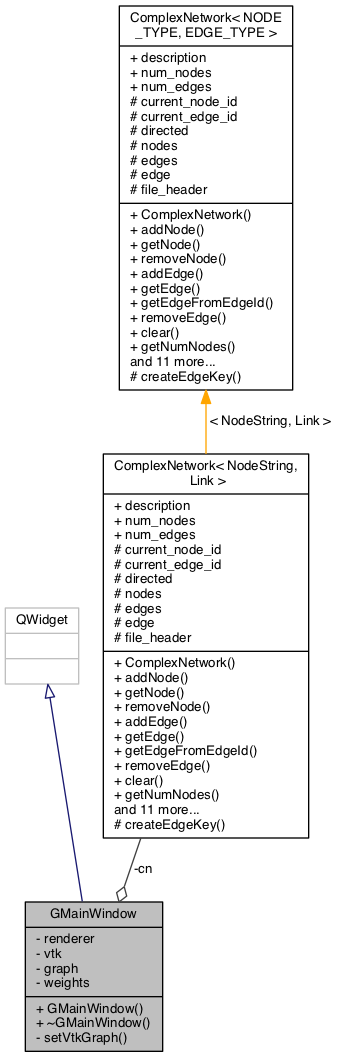 ComplexNetwork< NODE
_TYPE, EDGE_TYPE >
+ description
+ num_nodes
+ num_edges
# current_node_id
# current_edge_id
# directed
# nodes
# edges
# edge
# file_header
+ ComplexNetwork()
+ addNode()
+ getNode()
+ removeNode()
+ addEdge()
+ getEdge()
+ getEdgeFromEdgeId()
+ removeEdge()
+ clear()
+ getNumNodes()
and 11 more...
# createEdgeKey()
< NodeString, Link >
ComplexNetwork< NodeString,
Link >
+ description
+ num_nodes
+ num_edges
# current_node_id
# current_edge_id
# directed
# nodes
# edges
# edge
# file_header
+ ComplexNetwork()
+ addNode()
+ getNode()
+ removeNode()
+ addEdge()
+ getEdge()
+ getEdgeFromEdgeId()
+ removeEdge()
+ clear()
+ getNumNodes()
and 11 more...
# createEdgeKey()
QWidget
-cn
GMainWindow
- renderer
- vtk
- graph
- weights
+ GMainWindow()
+ ~GMainWindow()
- setVtkGraph()